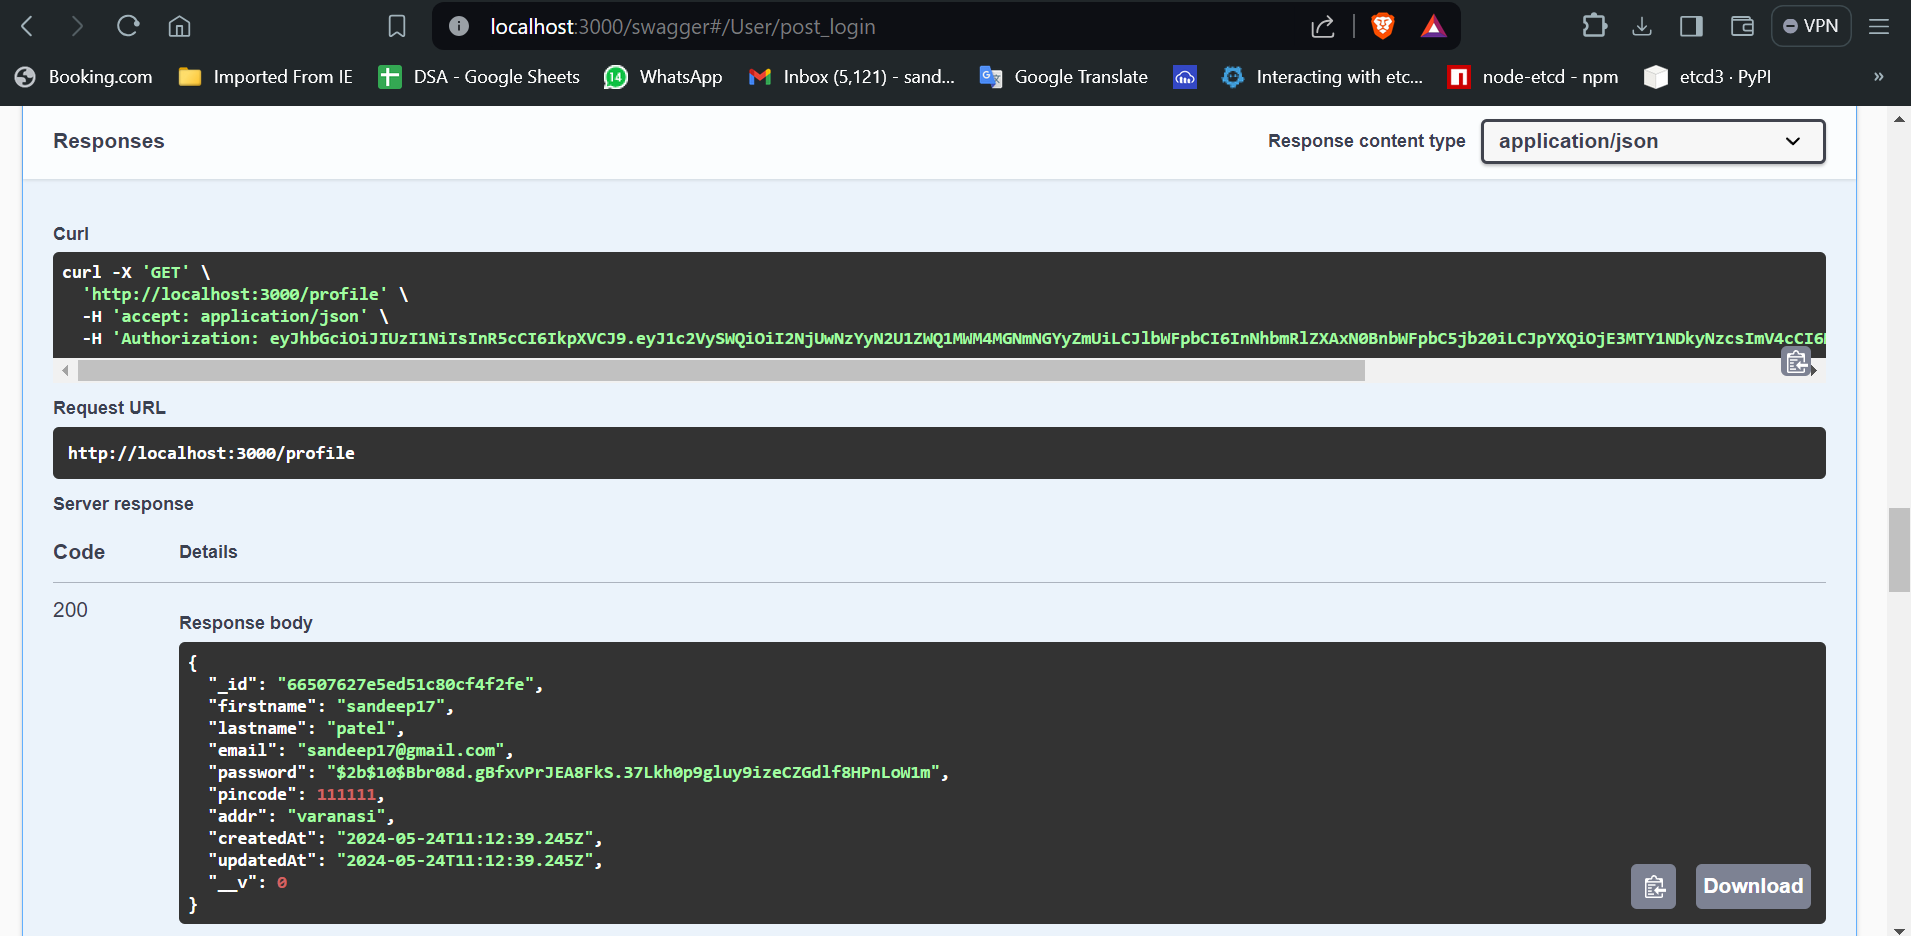 localhost:3000/swagger#/User/post_login
VPN
Booking.com
Imported From IE
DSA - Google Sheets
14
WhatsApp
Inbox (5,121) - sand...
Google Translate
Interacting with etc...
n
node-etcd - npm
etcd3 · PyPI
»
Responses
Response content type
application/json
Curl
curl -X 'GET' \
'http://localhost:3000/profile' \
-H 'accept: application/json' \
-H 'Authorization: eyJhbGciOiJIUzI1NiIsInR5cCI6IkpXVCJ9.eyJ1c2VySWQiOiI2NjUwNzYyN2U1ZWQ1MWM4MGNmNGYyZmUiLCJlbWFpbCI6InNhbmRlZXAxN0BnbWFpbC5jb20iLCJpYXQiOjE3MTY1NDkyNzcsImV4cCI6
Request URL
http://localhost:3000/profile
Server response
Code
Details
200
Response body
{
"_id": "66507627e5ed51c80cf4f2fe",
"firstname": "sandeep17",
"lastname": "patel",
"email": "sandeep17@gmail.com",
"password": "$2b$10$Bbr08d.gBfxvPrJEA8FkS.37Lkh0p9gluy9izeCZGdlf8HPnLoW1m",
"pincode": 111111,
"addr": "varanasi",
"createdAt": "2024-05-24T11:12:39.245Z",
"updatedAt": "2024-05-24T11:12:39.245Z",
"__v": 0
}
Download